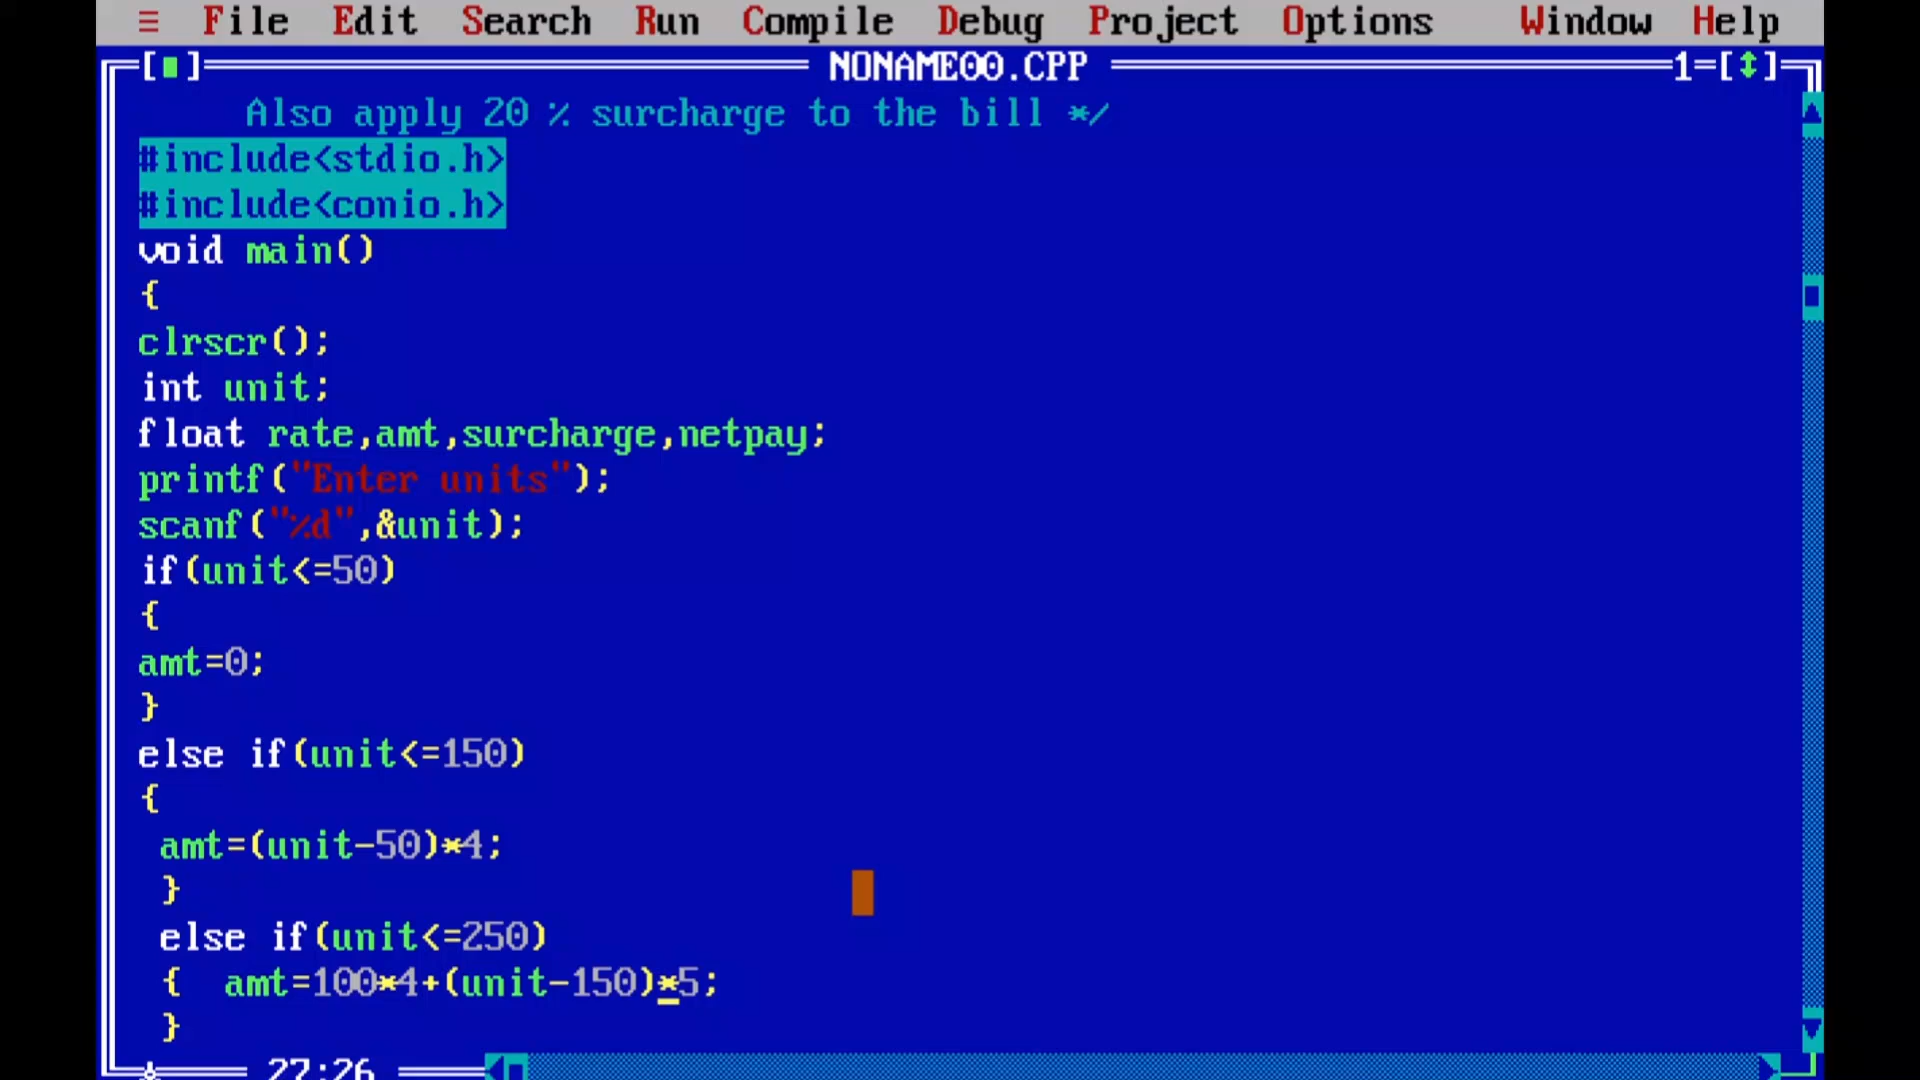 ≡ File Edit Search Run Compile Debug Project Options Window Help
[■] NONAME00.CPP 1=[↕]
Also apply 20 % surcharge to the bill */
#include<stdio.h>
#include<conio.h>
void main()
{
clrscr();
int unit;
float rate,amt,surcharge,netpay;
printf("Enter units");
scanf("%d",&unit);
if(unit<=50)
{
amt=0;
}
else if(unit<=150)
{
amt=(unit-50)*4;
}
else if(unit<=250)
{ amt=100*4+(unit-150)*5;
}
27:26